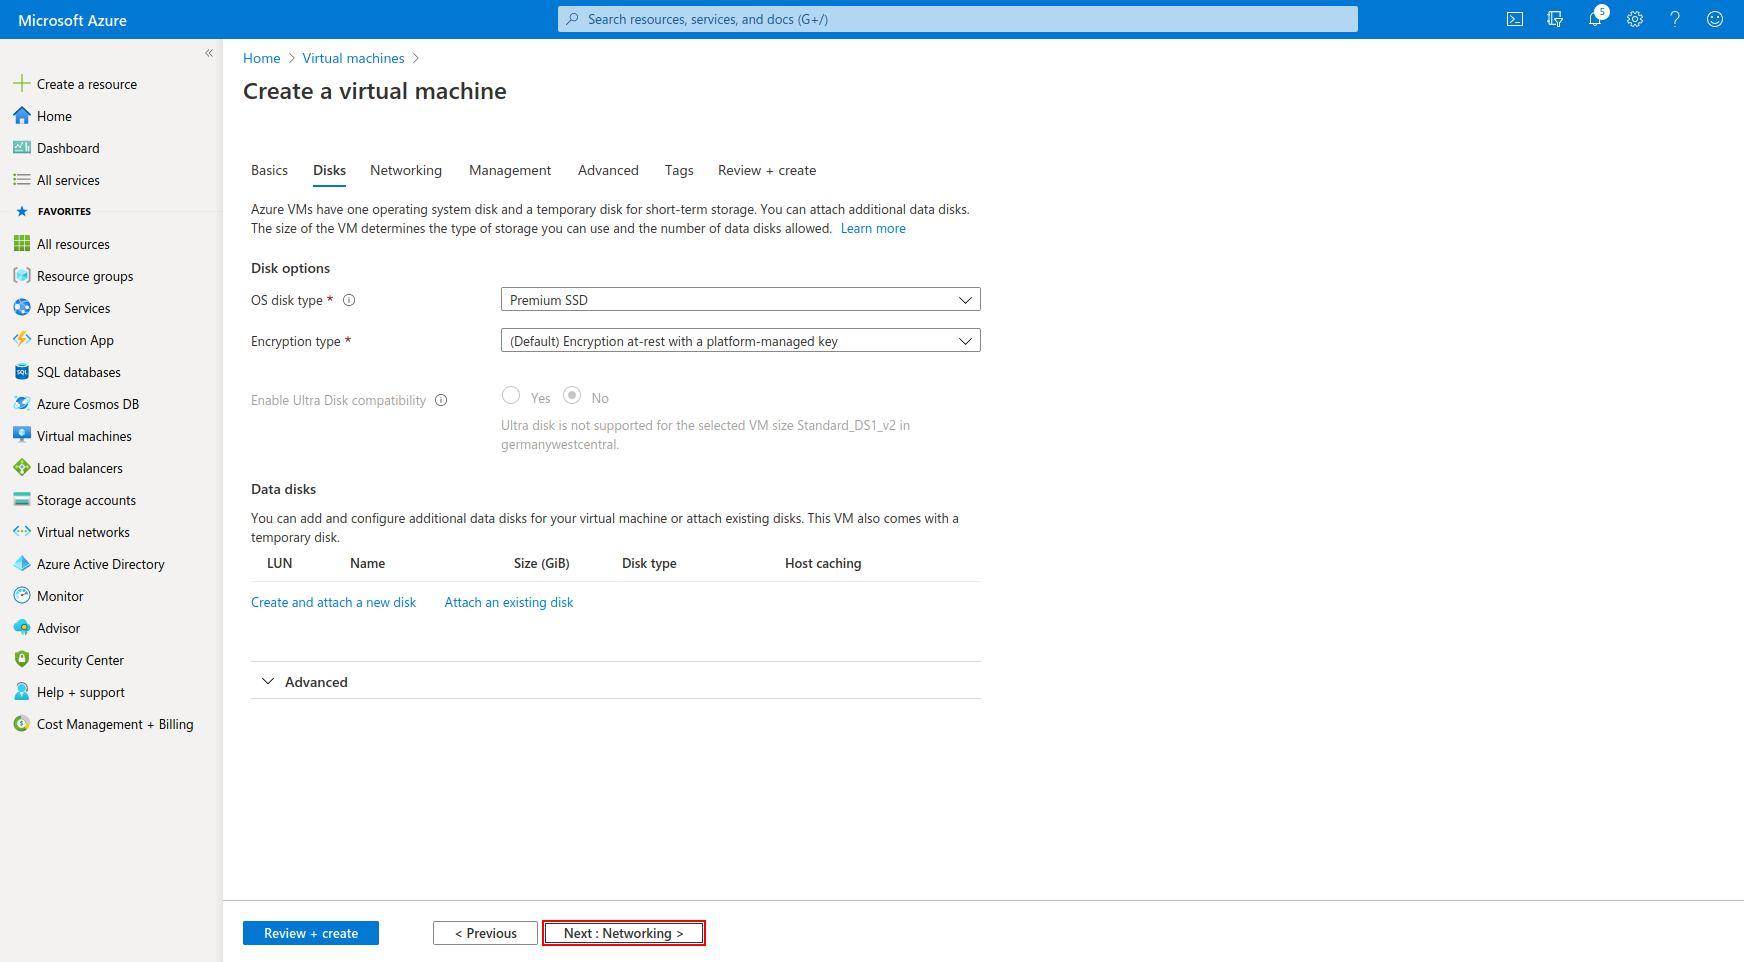 Microsoft Azure
Search resources, services, and docs (G+/)
5
Create a resource
Home
Dashboard
All services
FAVORITES
All resources
Resource groups
App Services
Function App
SQL databases
Azure Cosmos DB
Virtual machines
Load balancers
Storage accounts
Virtual networks
Azure Active Directory
Monitor
Advisor
Security Center
Help + support
Cost Management + Billing
Home > Virtual machines >
Create a virtual machine
Basics Disks Networking Management Advanced Tags Review + create
Azure VMs have one operating system disk and a temporary disk for short-term storage. You can attach additional data disks.
The size of the VM determines the type of storage you can use and the number of data disks allowed. Learn more
Disk options
OS disk type * Premium SSD
Encryption type * (Default) Encryption at-rest with a platform-managed key
Enable Ultra Disk compatibility Yes No
Ultra disk is not supported for the selected VM size Standard_DS1_v2 in
germanywestcentral.
Data disks
You can add and configure additional data disks for your virtual machine or attach existing disks. This VM also comes with a
temporary disk.
LUN Name Size (GiB) Disk type Host caching
Create and attach a new disk Attach an existing disk
Advanced
Review + create < Previous Next : Networking >